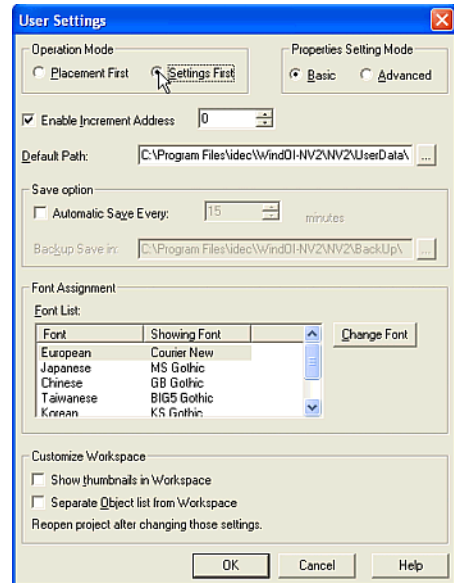 User Settings
Operation Mode
Placement First
Settings First
Properties Setting Mode
Basic
Advanced
Enable Increment Address
0
Default Path:
C:\Program Files\idec\WindOI-NV2\NV2\UserData\
...
Save option
Automatic Save Every:
15
minutes
Backup Save in:
C:\Program Files\idec\WindOI-NV2\NV2\BackUp\
...
Font Assignment
Font List:
Font Showing Font
European Courier New
Japanese MS Gothic
Chinese GB Gothic
Taiwanese BIG5 Gothic
Korean KS Gothic
Change Font
Customize Workspace
Show thumbnails in Workspace
Separate Object list from Workspace
Reopen project after changing those settings.
OK
Cancel
Help